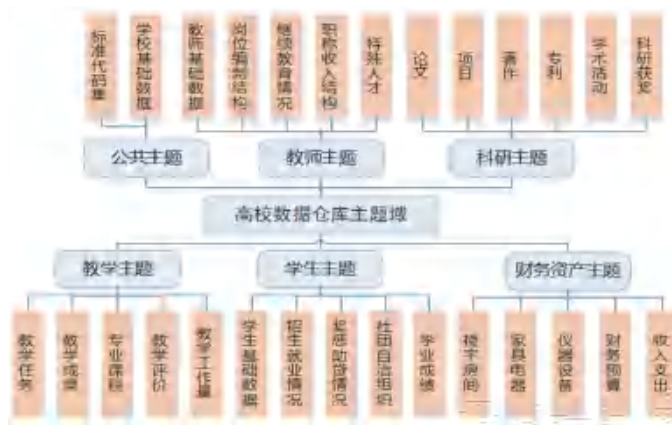 标准代码集
学校基础数据
教师基础数据
岗位编制结构
继续教育情况
职称收入结构
特殊人才
论文
项目
著作
专利
学术活动
科研获奖
公共主题
教师主题
科研主题
高校数据仓库主题域
教学主题
学生主题
财务资产主题
教学任务
教学成果
专业课程
教学评价
教学工作量
学生基础数据
招生就业情况
奖惩助贷情况
社团自治组织
学业成绩
楼宇房间
家具电器
仪器设备
财务预算
收入支出